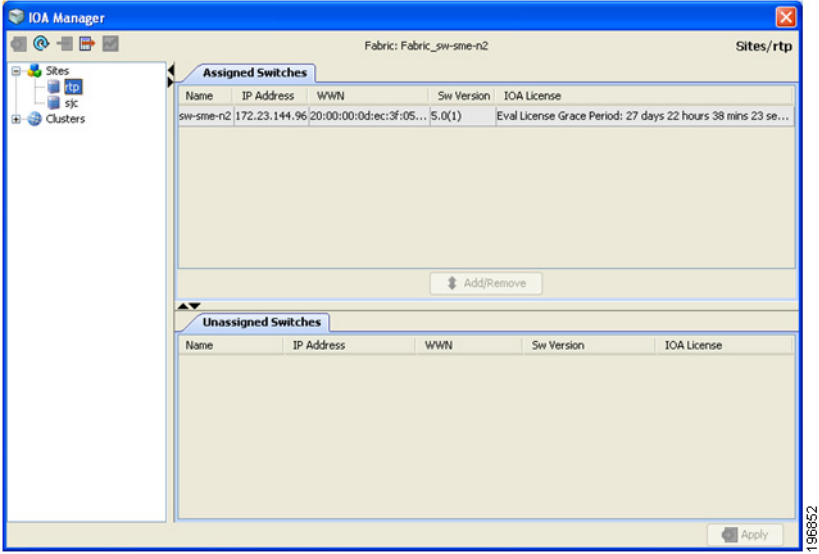 IOA Manager
Fabric: Fabric_sw-sme-n2
Sites/rtp
Sites
rtp
sjc
Clusters
Assigned Switches
Name IP Address WWN Sw Version IOA License
sw-sme-n2 172.23.144.96 20:00:00:0d:ec:3f:05... 5.0(1) Eval License Grace Period: 27 days 22 hours 38 mins 23 se...
Add/Remove
Unassigned Switches
Name IP Address WWN Sw Version IOA License
Apply
196852